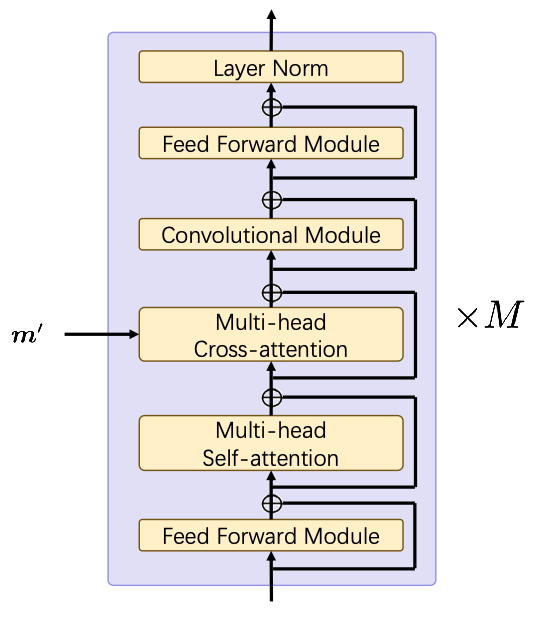 Layer Norm
Feed Forward Module
Convolutional Module
m′
Multi-head
Cross-attention
×M
Multi-head
Self-attention
Feed Forward Module